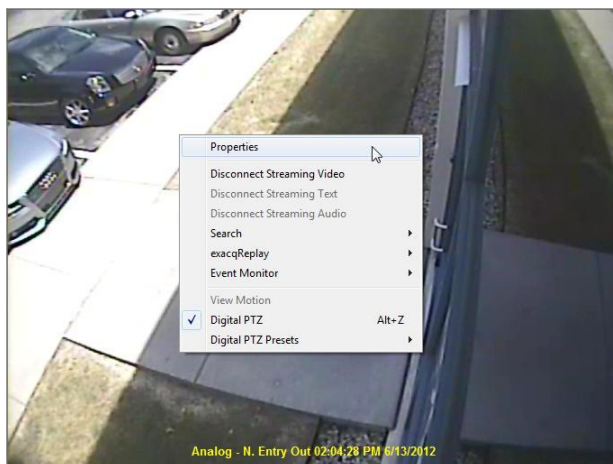 Properties
Disconnect Streaming Video
Disconnect Streaming Text
Disconnect Streaming Audio
Search
exacqReplay
Event Monitor
View Motion
Digital PTZ Alt+Z
Digital PTZ Presets
Analog - N. Entry Out 02:04:28 PM 6/13/2012